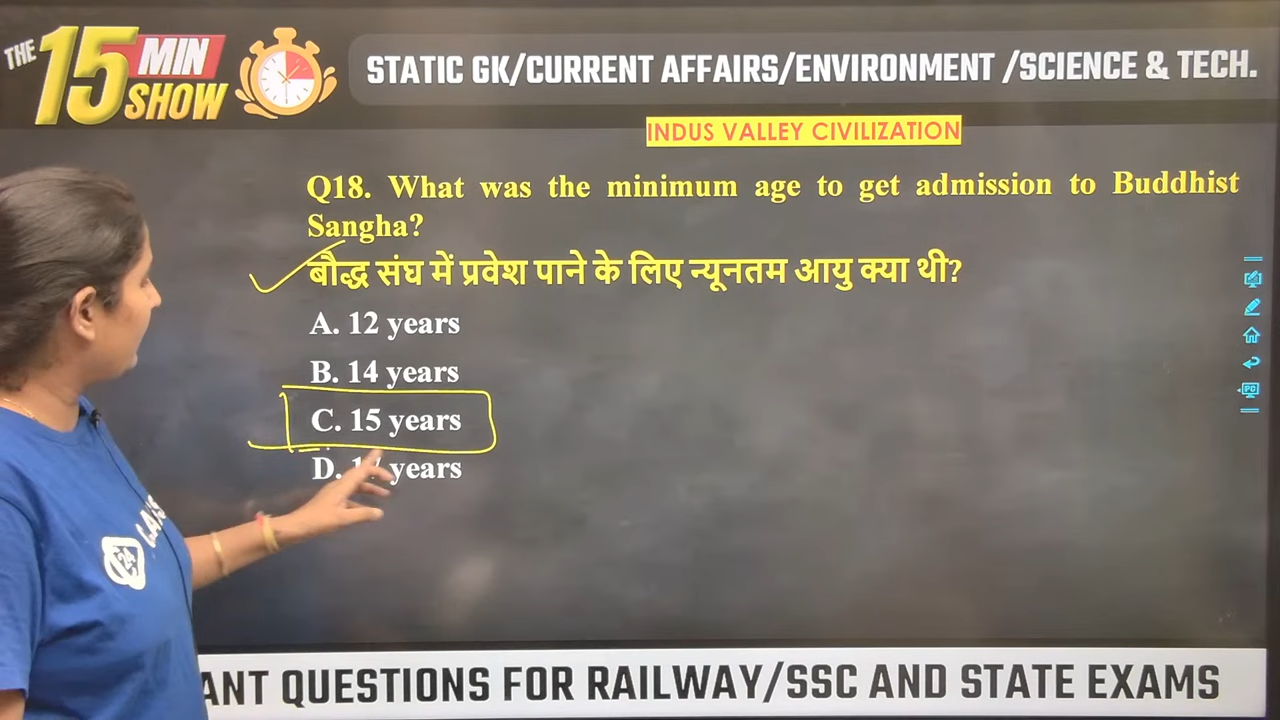 THE 15 MIN SHOW
STATIC GK/CURRENT AFFAIRS/ENVIRONMENT /SCIENCE & TECH.
INDUS VALLEY CIVILIZATION
Q18. What was the minimum age to get admission to Buddhist
Sangha?
बौद्ध संघ में प्रवेश पाने के लिए न्यूनतम आयु क्या थी?
A. 12 years
B. 14 years
C. 15 years
D. years
24
PC
ANT QUESTIONS FOR RAILWAY/SSC AND STATE EXAMS